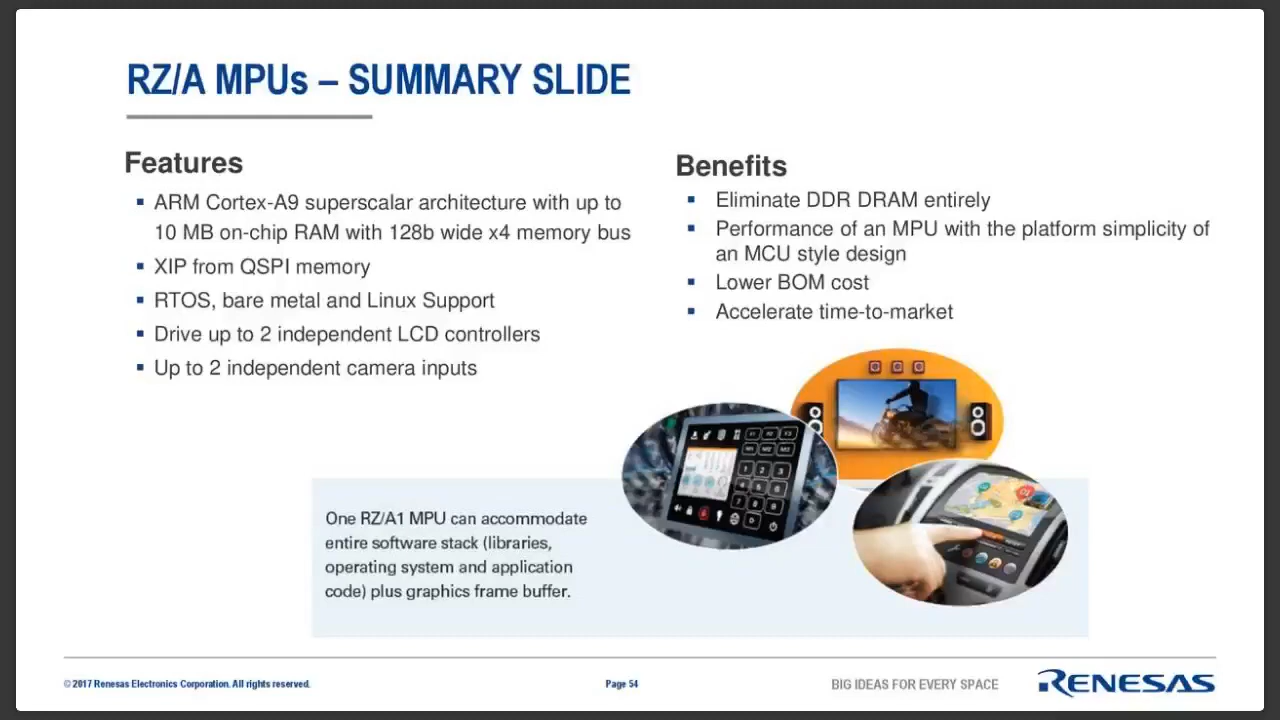 RZ/A MPUs – SUMMARY SLIDE
Features
ARM Cortex-A9 superscalar architecture with up to
10 MB on-chip RAM with 128b wide x4 memory bus
XIP from QSPI memory
RTOS, bare metal and Linux Support
Drive up to 2 independent LCD controllers
Up to 2 independent camera inputs
Benefits
Eliminate DDR DRAM entirely
Performance of an MPU with the platform simplicity of
an MCU style design
Lower BOM cost
Accelerate time-to-market
One RZ/A1 MPU can accommodate
entire software stack (libraries,
operating system and application
code) plus graphics frame buffer.
© 2017 Renesas Electronics Corporation. All rights reserved.
Page 54
BIG IDEAS FOR EVERY SPACE
RENESAS